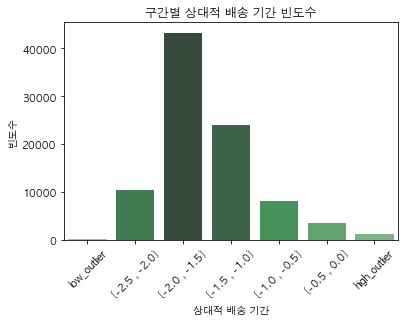 구간별 상대적 배송 기간 빈도수
빈도수
40000
30000
20000
10000
0
low_outlier
[-2.5 , -2.0)
[-2.0 , -1.5)
[-1.5 , -1.0)
[-1.0 , -0.5)
[-0.5 , 0.0)
hgh_outlier
상대적 배송 기간